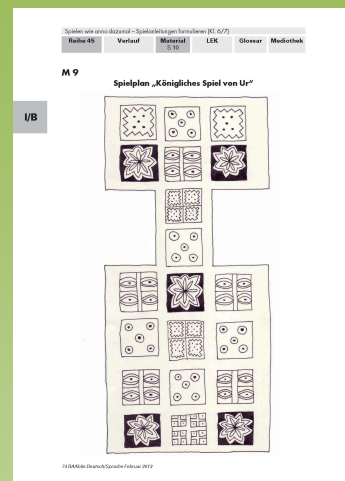 Spielen wie anno dazumal – Spielanleitungen formulieren (Kl. 6/7)
Reihe 45 Verlauf Material LEK Glossar Mediothek
S 10
M 9
Spielplan „Königliches Spiel von Ur“
I/B
74 RAAbits Deutsch/Sprache Februar 2013